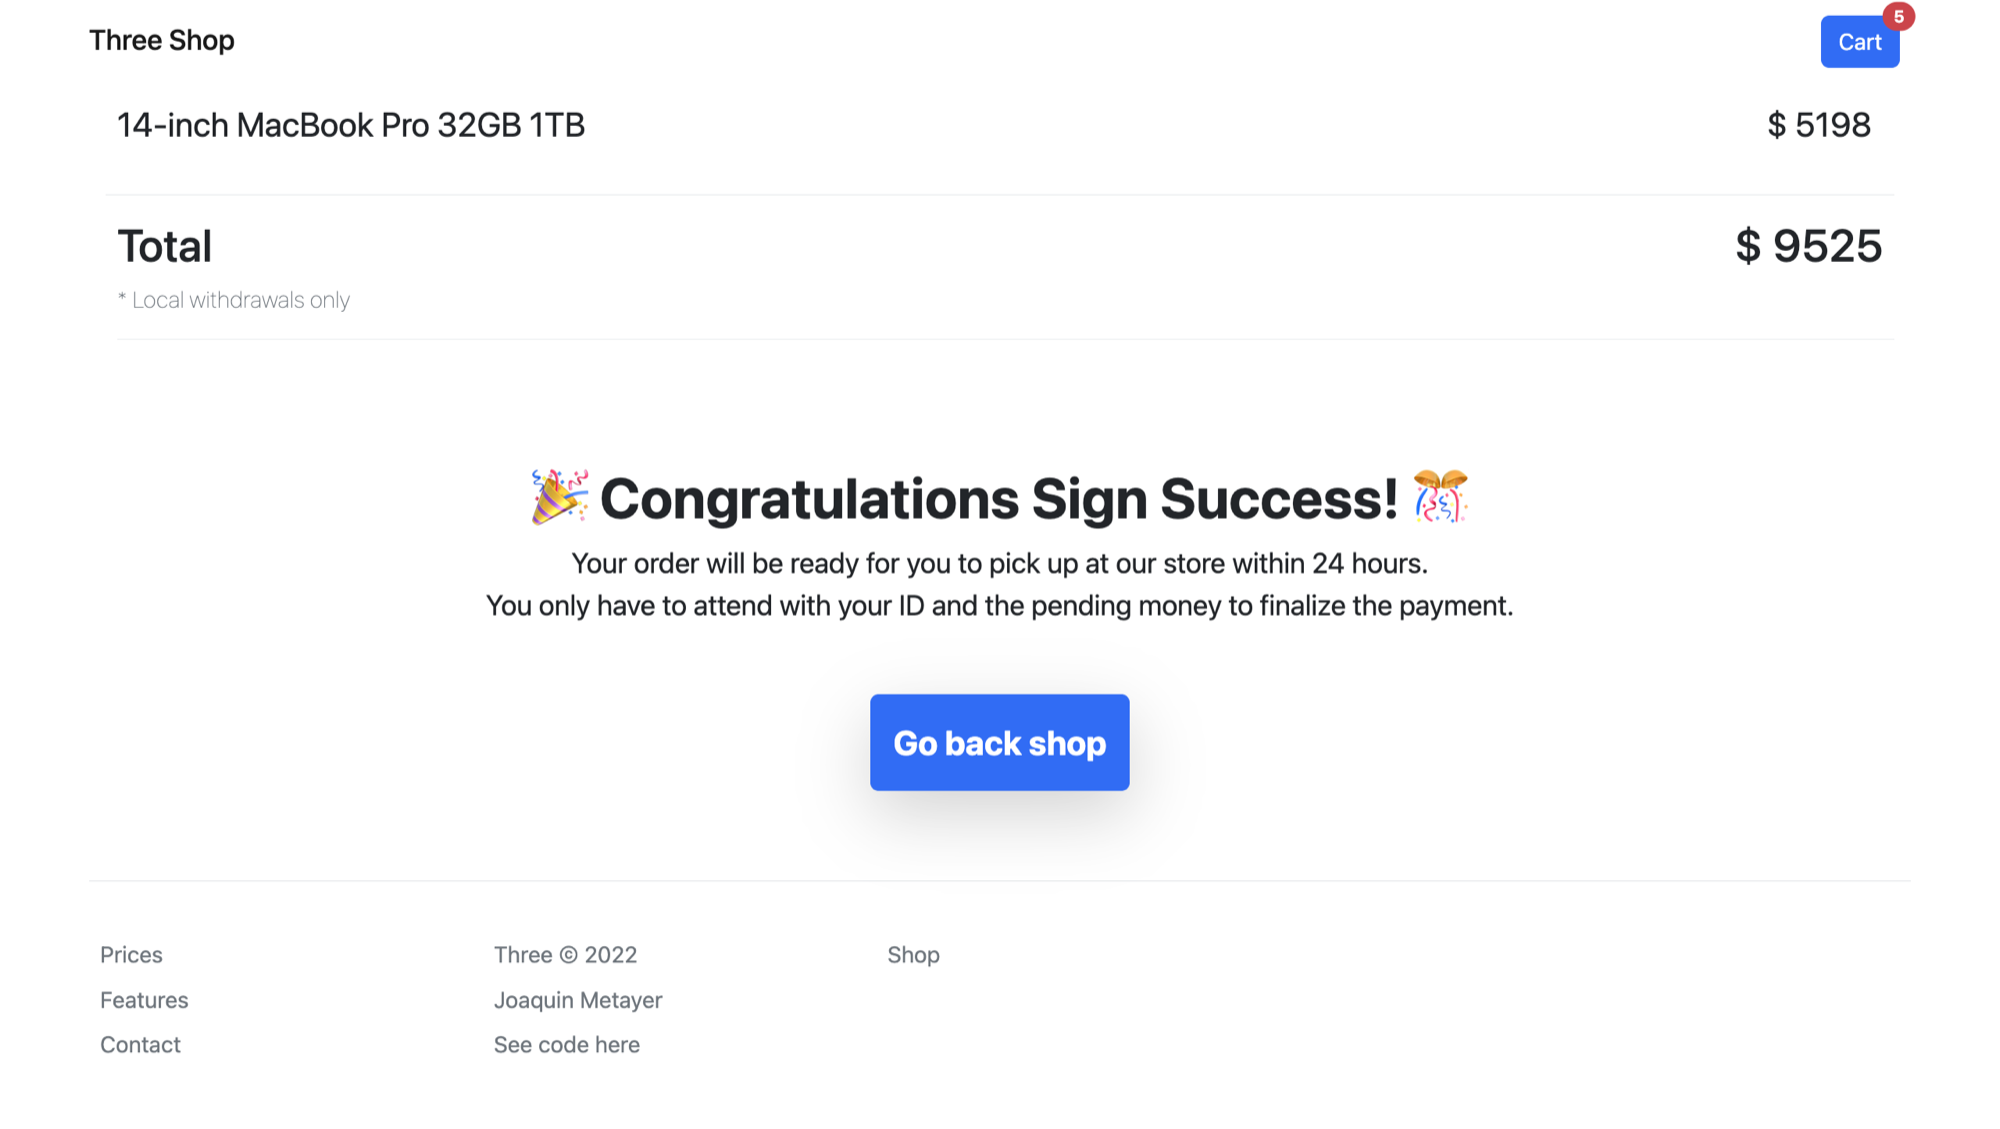 Three Shop
Cart
5
14-inch MacBook Pro 32GB 1TB
$ 5198
Total
$ 9525
* Local withdrawals only
🎉 Congratulations Sign Success! 🎊
Your order will be ready for you to pick up at our store within 24 hours.
You only have to attend with your ID and the pending money to finalize the payment.
Go back shop
Prices
Features
Contact
Three © 2022
Joaquin Metayer
See code here
Shop